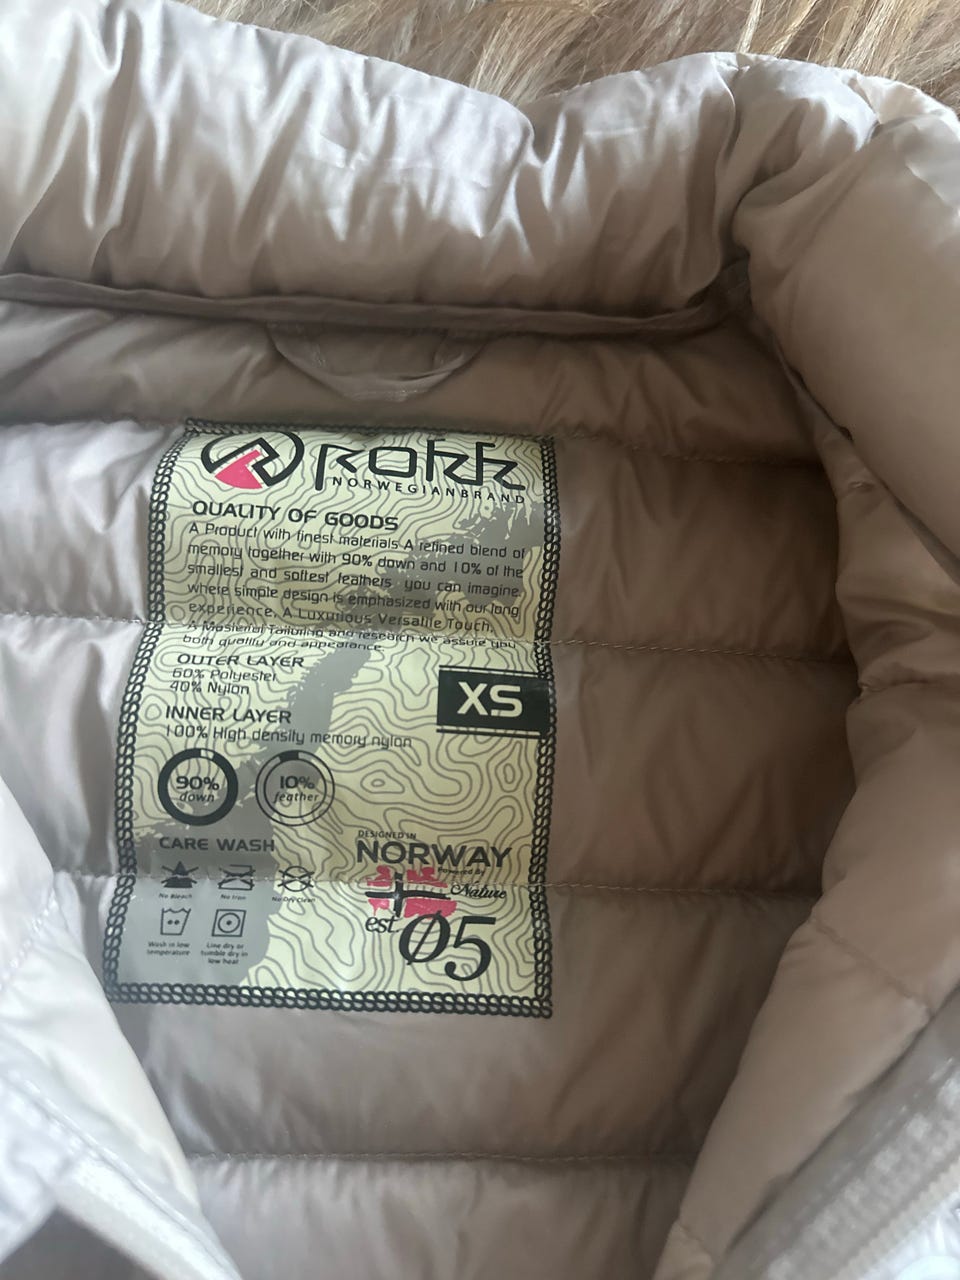 Rokk
NORWEGIANBRAND
QUALITY OF GOODS
A Product with finest materials A refined blend of
memory together with 90% down and 10% of the
smallest and softest feathers you can imagine,
where simple design is emphasized with our long
experience, A Luxurious Versatile Touch.
A Masterful Tailoring and research we assure you
both quality and appearance.
OUTER LAYER
60% Polyester
40% Nylon
XS
INNER LAYER
100% High density memory nylon
90%
down
10%
feather
CARE WASH
No Bleach
No Iron
No Dry Clean
Wash in low
temperature
Line dry or
tumble dry in
low heat
DESIGNED IN
NORWAY
Powered By
Nature
est. Ø5